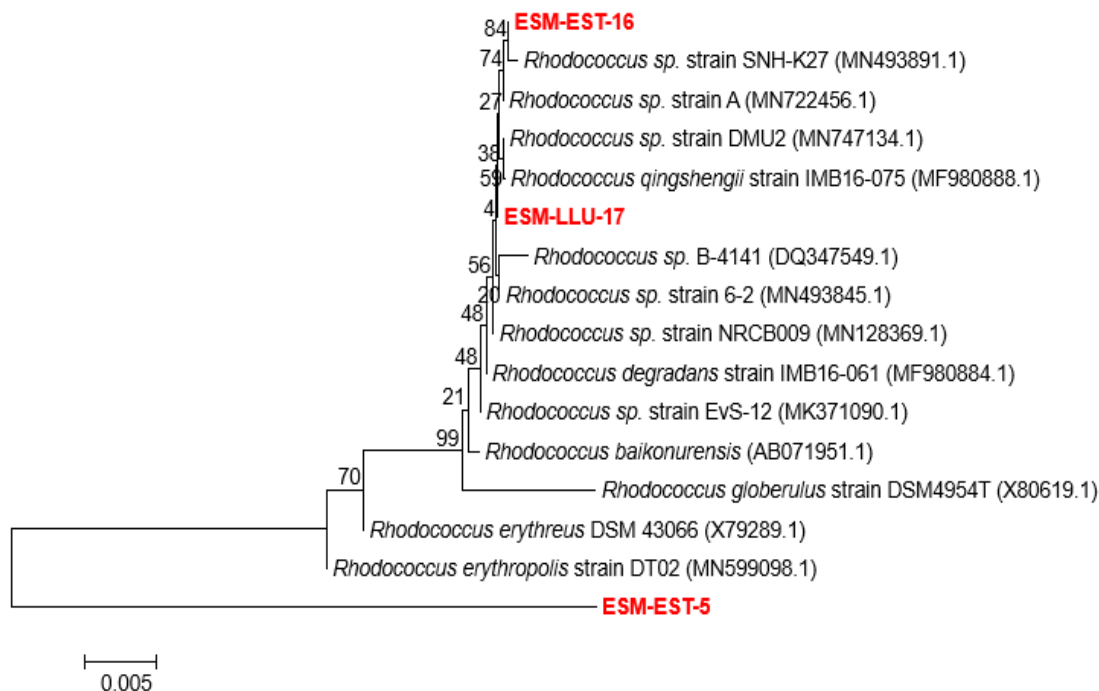 84
ESM-EST-16
74
Rhodococcus sp. strain SNH-K27 (MN493891.1)
27
Rhodococcus sp. strain A (MN722456.1)
Rhodococcus sp. strain DMU2 (MN747134.1)
38
59
Rhodococcus qingshengii strain IMB16-075 (MF980888.1)
4
ESM-LLU-17
Rhodococcus sp. B-4141 (DQ347549.1)
56
20
Rhodococcus sp. strain 6-2 (MN493845.1)
48
Rhodococcus sp. strain NRCB009 (MN128369.1)
48
Rhodococcus degradans strain IMB16-061 (MF980884.1)
21
Rhodococcus sp. strain EvS-12 (MK371090.1)
99
Rhodococcus baikonurensis (AB071951.1)
70
Rhodococcus globerulus strain DSM4954T (X80619.1)
Rhodococcus erythreus DSM 43066 (X79289.1)
Rhodococcus erythropolis strain DT02 (MN599098.1)
ESM-EST-5
0.005